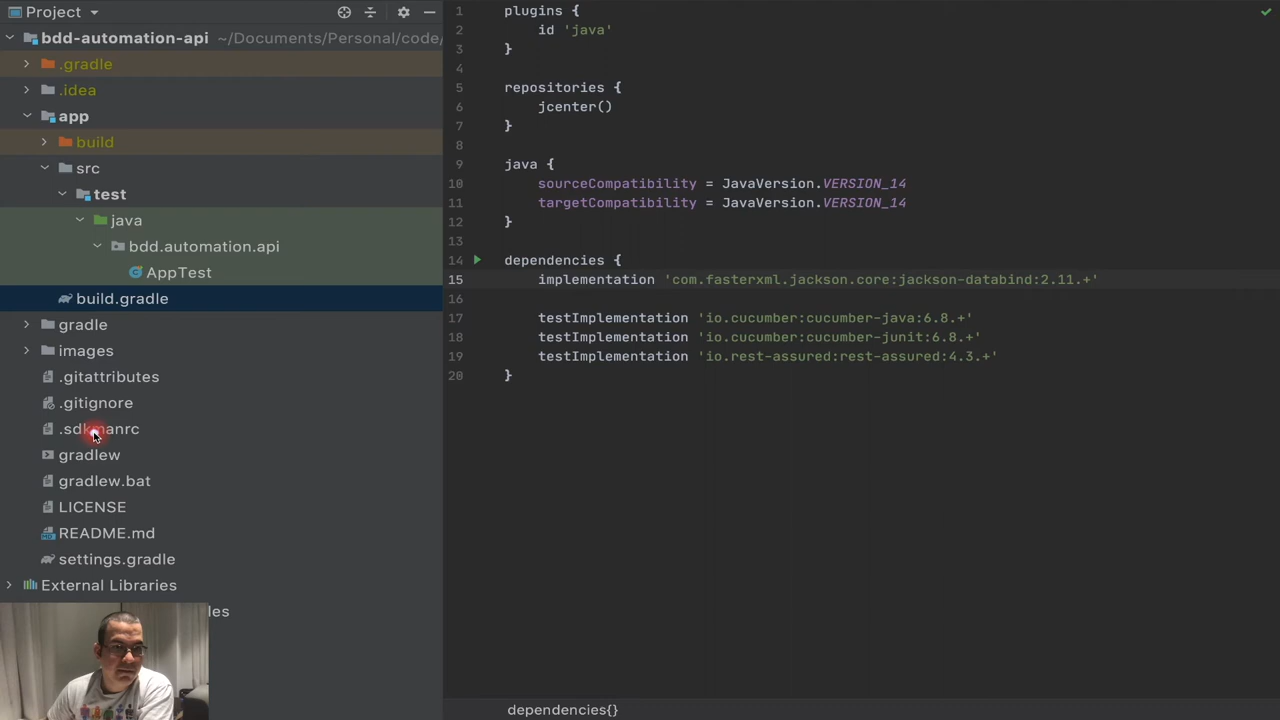 Project
bdd-automation-api ~/Documents/Personal/code/
.gradle
.idea
app
build
src
test
java
bdd.automation.api
AppTest
build.gradle
gradle
images
.gitattributes
.gitignore
.sdkmanrc
gradlew
gradlew.bat
LICENSE
README.md
settings.gradle
External Libraries
les
1 plugins {
2 id 'java'
3 }
4
5 repositories {
6 jcenter()
7 }
8
9 java {
10 sourceCompatibility = JavaVersion.VERSION_14
11 targetCompatibility = JavaVersion.VERSION_14
12 }
13
14 dependencies {
15 implementation 'com.fasterxml.jackson.core:jackson-databind:2.11.+'
16
17 testImplementation 'io.cucumber:cucumber-java:6.8.+'
18 testImplementation 'io.cucumber:cucumber-junit:6.8.+'
19 testImplementation 'io.rest-assured:rest-assured:4.3.+'
20 }
dependencies{}